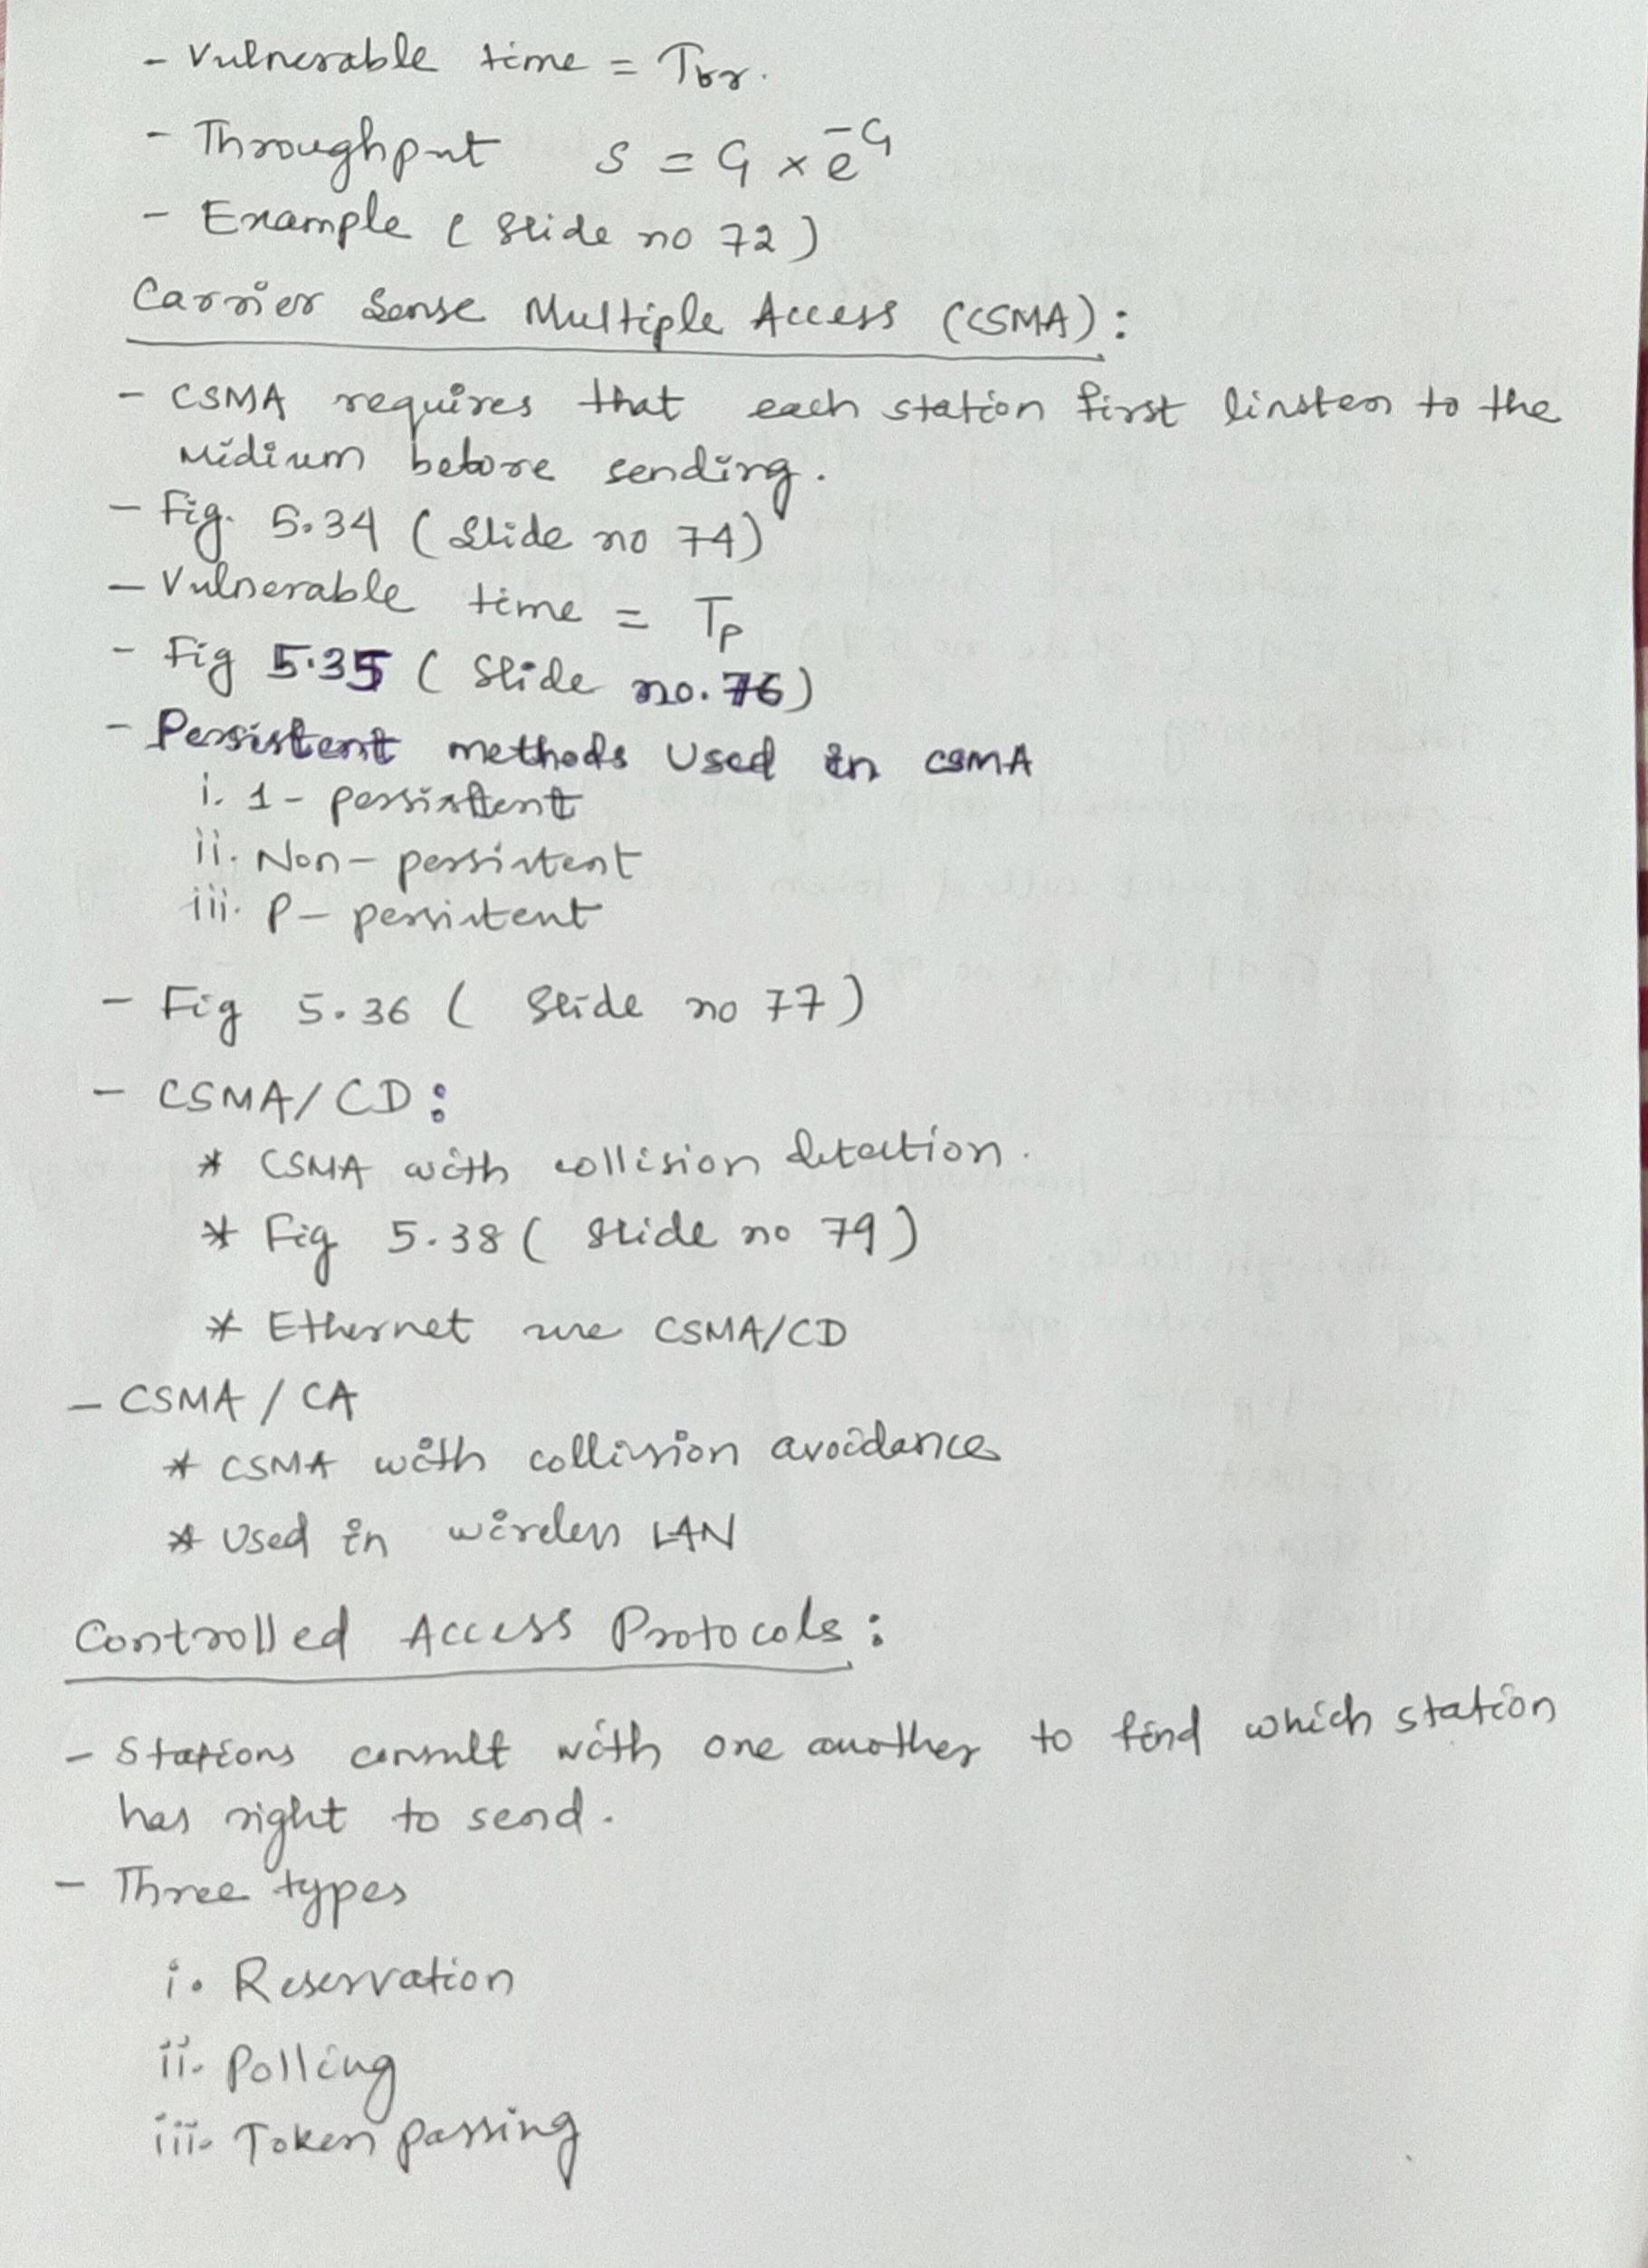 - Vulnerable time = Tfr.
- Throughput S = G × e^-G
- Example ( Slide no 72 )
Carrier Sense Multiple Access (CSMA) :
- CSMA requires that each station first linsten to the
Midium before sending.
- Fig. 5.34 ( Slide no 74 )
- Vulnerable time = Tp
- Fig 5.35 ( Slide no. 76 )
- Persistent methods Used in CSMA
i. 1 - persistent
ii. Non - persistent
iii. P - persistent
- Fig 5.36 ( Slide no 77 )
- CSMA / CD :
* CSMA with collision detection.
* Fig 5.38 ( Slide no 79 )
* Ethernet use CSMA/CD
- CSMA / CA
* CSMA with collision avoidance
* Used in wireless LAN
Controlled Access Protocols :
- Stations consult with one another to find which station
has right to send.
- Three types
i. Reservation
ii. Polling
iii. Token passing